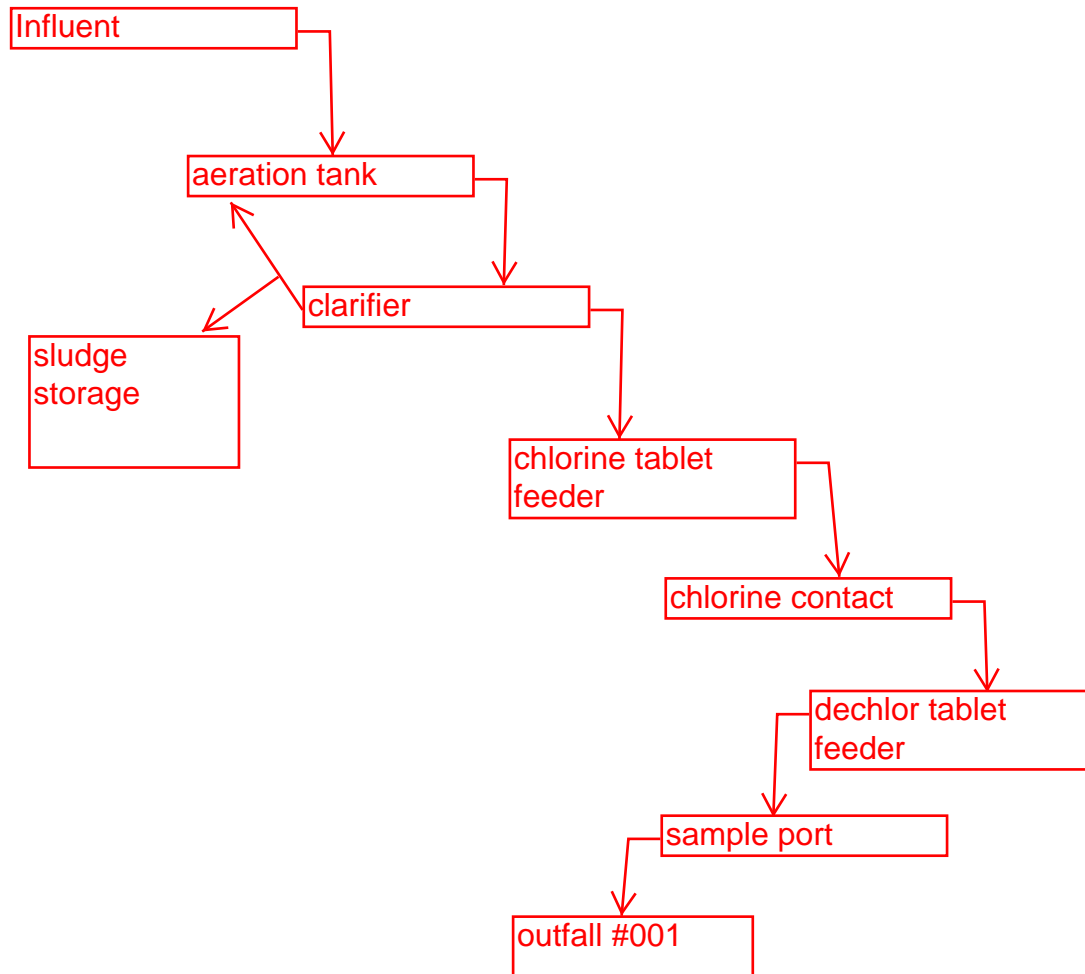 Influent
aeration tank
clarifier
sludge
storage
chlorine tablet
feeder
chlorine contact
dechlor tablet
feeder
sample port
outfall #001